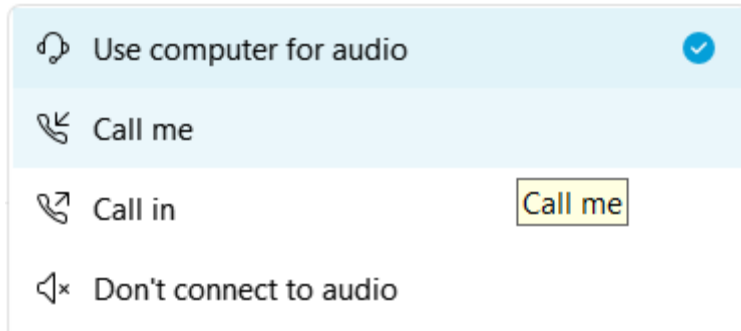 Use computer for audio
Call me
Call in
Call me
Don't connect to audio